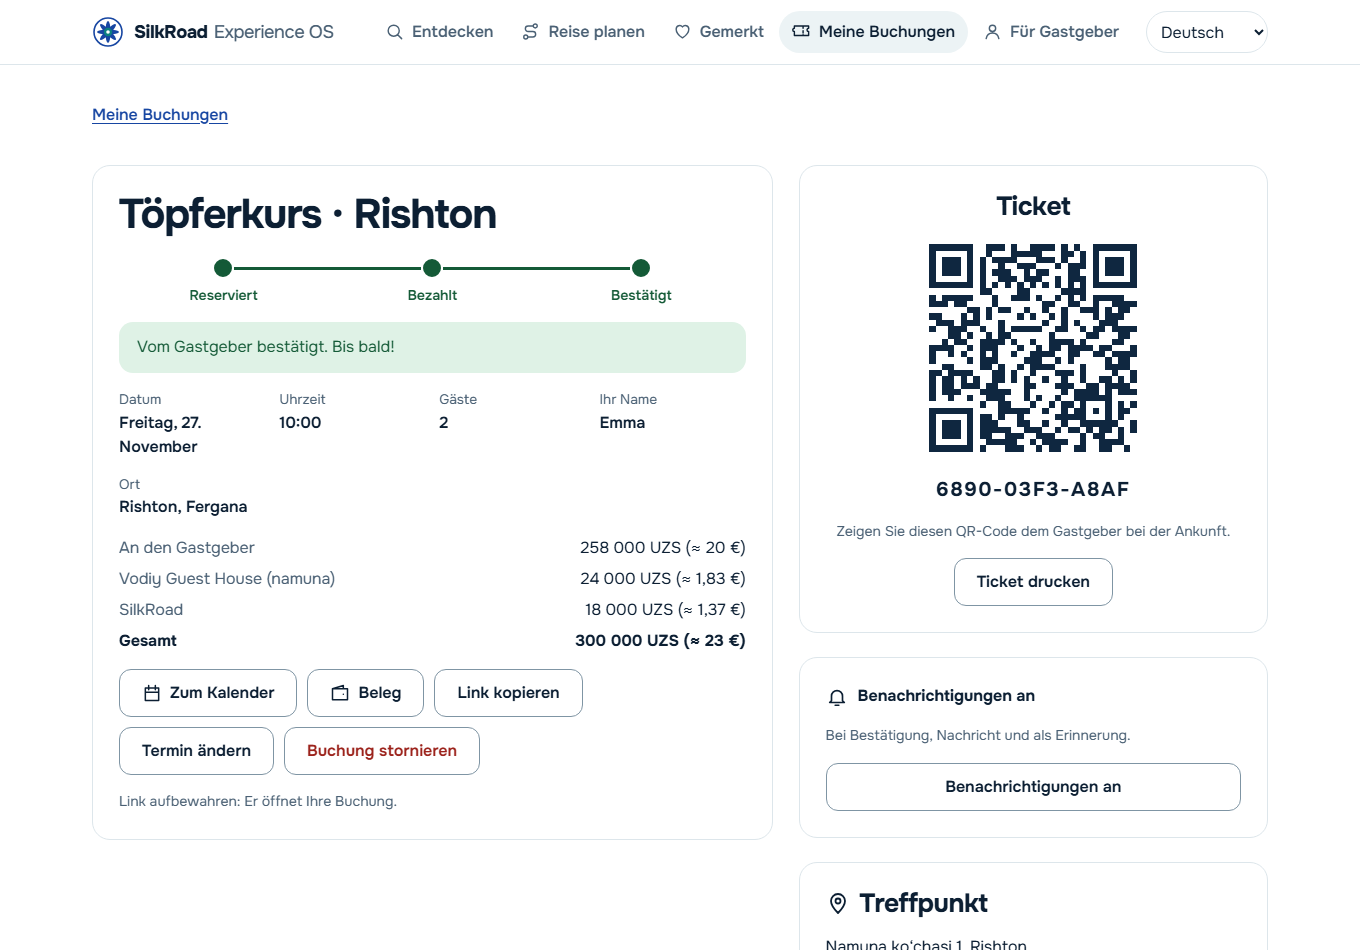 SilkRoad Experience OS
Entdecken
Reise planen
Gemerkt
Meine Buchungen
Für Gastgeber
Deutsch
Meine Buchungen
Töpferkurs · Rishton
Reserviert
Bezahlt
Bestätigt
Vom Gastgeber bestätigt. Bis bald!
Datum
Freitag, 27.
November
Uhrzeit
10:00
Gäste
2
Ihr Name
Emma
Ort
Rishton, Fergana
An den Gastgeber 258 000 UZS (≈ 20 €)
Vodiy Guest House (namuna) 24 000 UZS (≈ 1,83 €)
SilkRoad 18 000 UZS (≈ 1,37 €)
Gesamt 300 000 UZS (≈ 23 €)
Zum Kalender
Beleg
Link kopieren
Termin ändern
Buchung stornieren
Link aufbewahren: Er öffnet Ihre Buchung.
Ticket
6890-03F3-A8AF
Zeigen Sie diesen QR-Code dem Gastgeber bei der Ankunft.
Ticket drucken
Benachrichtigungen an
Bei Bestätigung, Nachricht und als Erinnerung.
Benachrichtigungen an
Treffpunkt
Namuna koʻchasi 1, Rishton